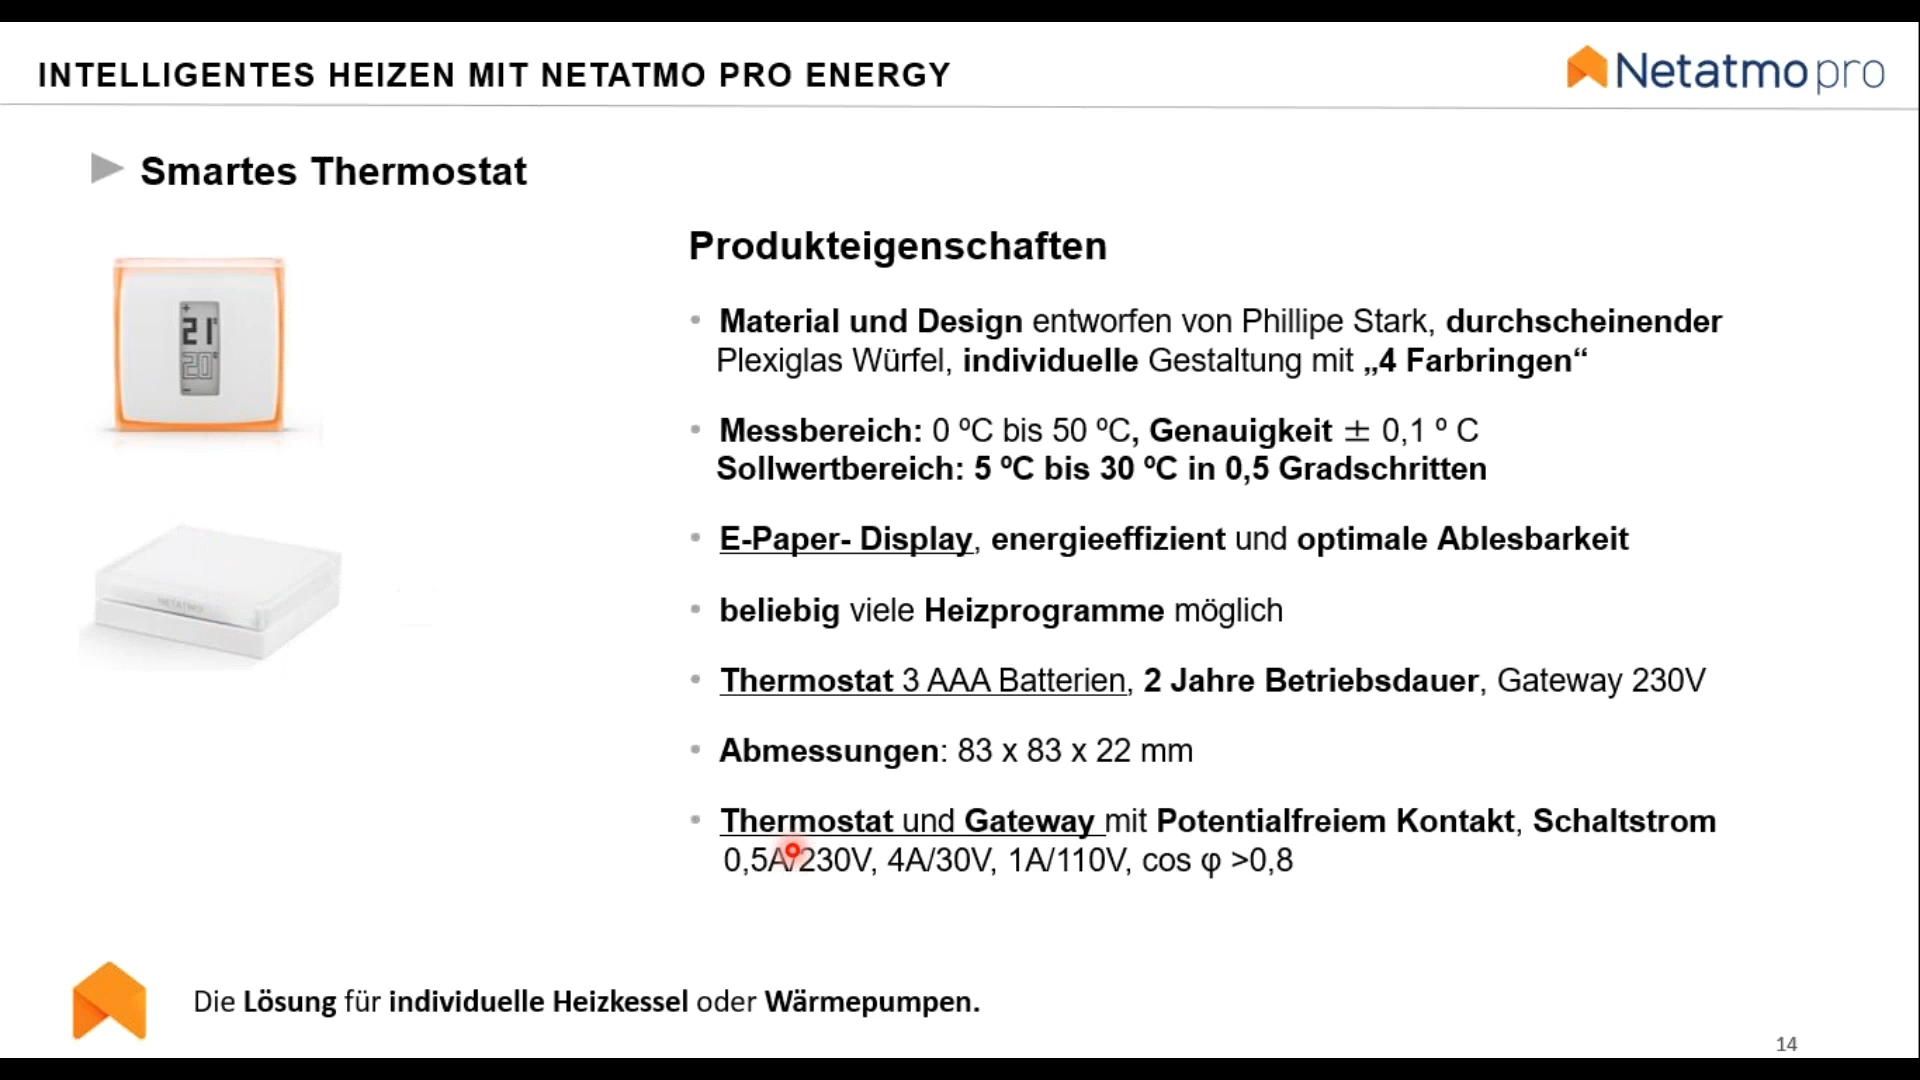 INTELLIGENTES HEIZEN MIT NETATMO PRO ENERGY
Netatmo pro
Smartes Thermostat
Produkteigenschaften
• Material und Design entworfen von Phillipe Stark, durchscheinender
Plexiglas Würfel, individuelle Gestaltung mit „4 Farbringen“
• Messbereich: 0 ºC bis 50 ºC, Genauigkeit ± 0,1 º C
Sollwertbereich: 5 ºC bis 30 ºC in 0,5 Gradschritten
• E-Paper- Display, energieeffizient und optimale Ablesbarkeit
• beliebig viele Heizprogramme möglich
• Thermostat 3 AAA Batterien, 2 Jahre Betriebsdauer, Gateway 230V
• Abmessungen: 83 x 83 x 22 mm
• Thermostat und Gateway mit Potentialfreiem Kontakt, Schaltstrom
0,5A/230V, 4A/30V, 1A/110V, cos φ >0,8
+
21°
20°
NETATMO
Die Lösung für individuelle Heizkessel oder Wärmepumpen.
14